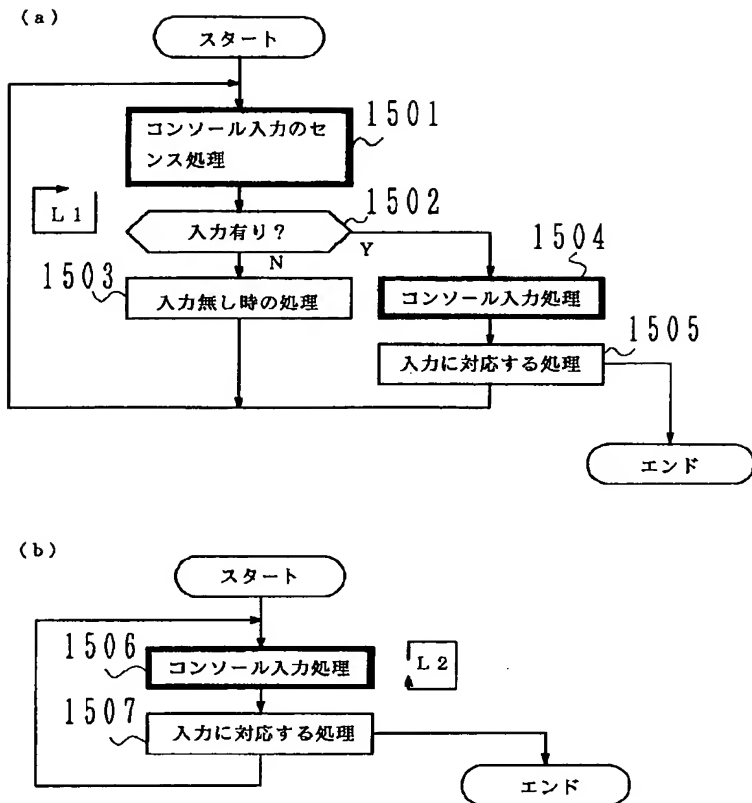 (a)
スタート
コンソール入力のセ
ンス処理
1501
L1
入力有り?
1502
N
Y
1503
入力無し時の処理
1504
コンソール入力処理
1505
入力に対応する処理
エンド
(b)
スタート
1506
コンソール入力処理
L2
1507
入力に対応する処理
エンド